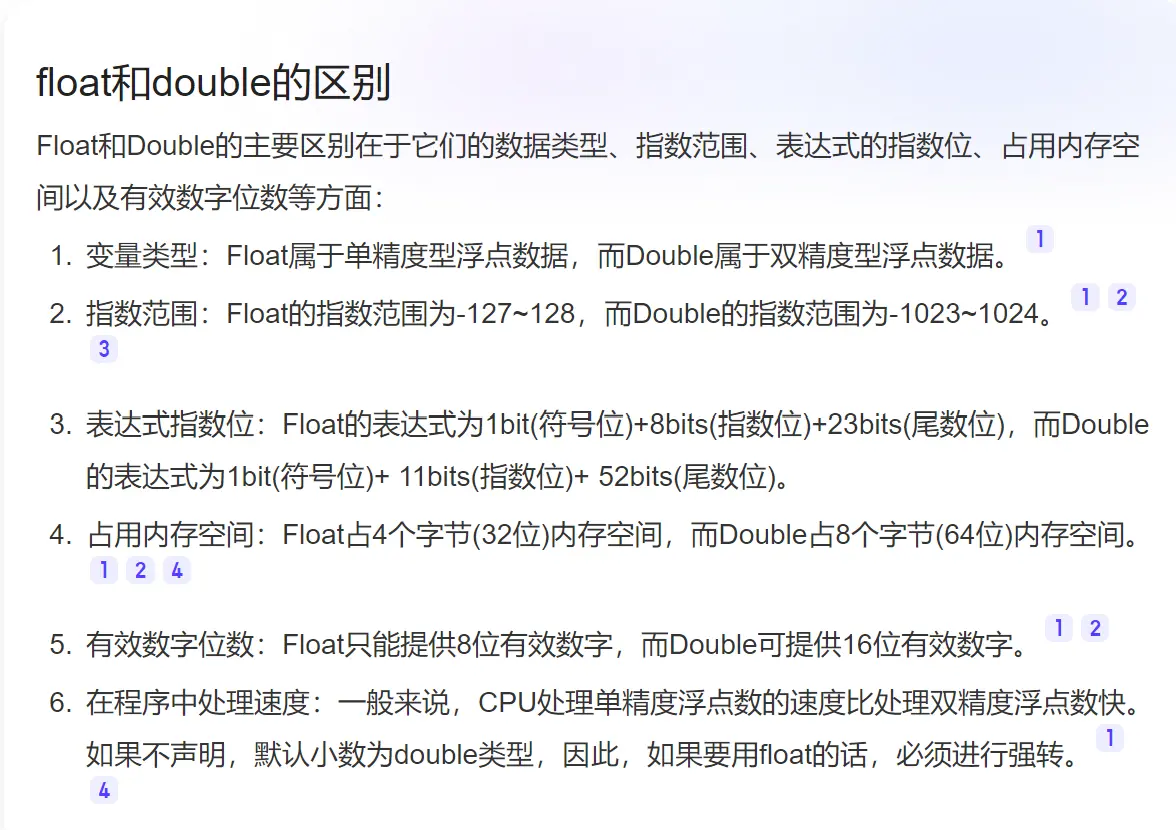 float和double的区别
Float和Double的主要区别在于它们的数据类型、指数范围、表达式的指数位、占用内存空
间以及有效数字位数等方面：
1. 变量类型：Float属于单精度型浮点数据，而Double属于双精度型浮点数据。 1
2. 指数范围：Float的指数范围为-127~128，而Double的指数范围为-1023~1024。 1 2
3
3. 表达式指数位：Float的表达式为1bit(符号位)+8bits(指数位)+23bits(尾数位)，而Double
的表达式为1bit(符号位)+ 11bits(指数位)+ 52bits(尾数位)。
4. 占用内存空间：Float占4个字节(32位)内存空间，而Double占8个字节(64位)内存空间。
1 2 4
5. 有效数字位数：Float只能提供8位有效数字，而Double可提供16位有效数字。 1 2
6. 在程序中处理速度：一般来说，CPU处理单精度浮点数的速度比处理双精度浮点数快。
如果不声明，默认小数为double类型，因此，如果要用float的话，必须进行强转。 1
4